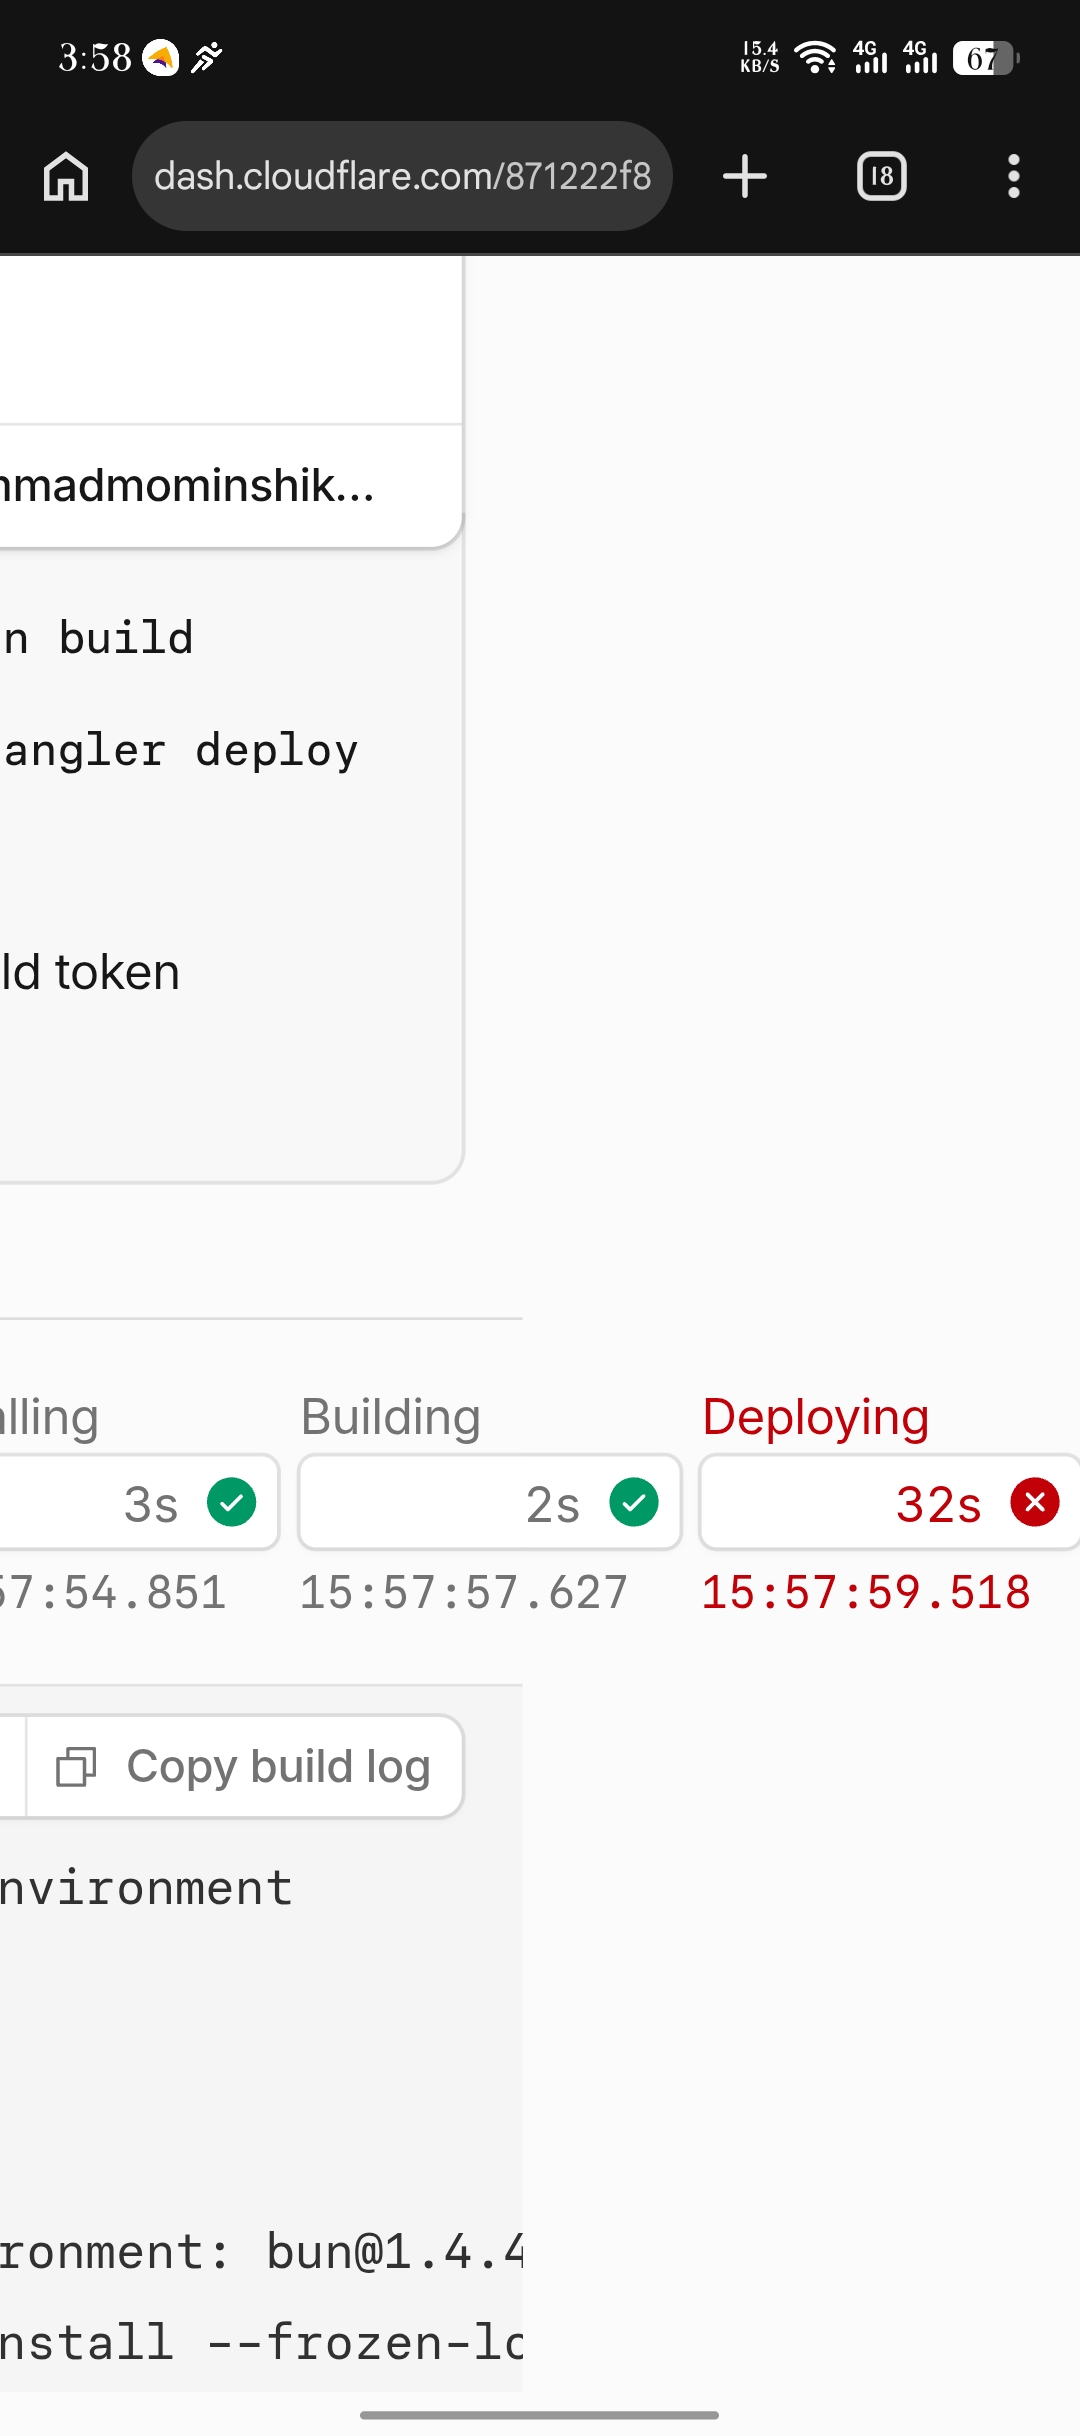 3:58
15.4
KB/S
4G
4G
67
dash.cloudflare.com/871222f8
18
nmadmominshik...
n build
angler deploy
ld token
lling
Building
Deploying
3s
2s
32s
57:54.851
15:57:57.627
15:57:59.518
Copy build log
nvironment
ronment: bun@1.4.4
nstall --frozen-lo